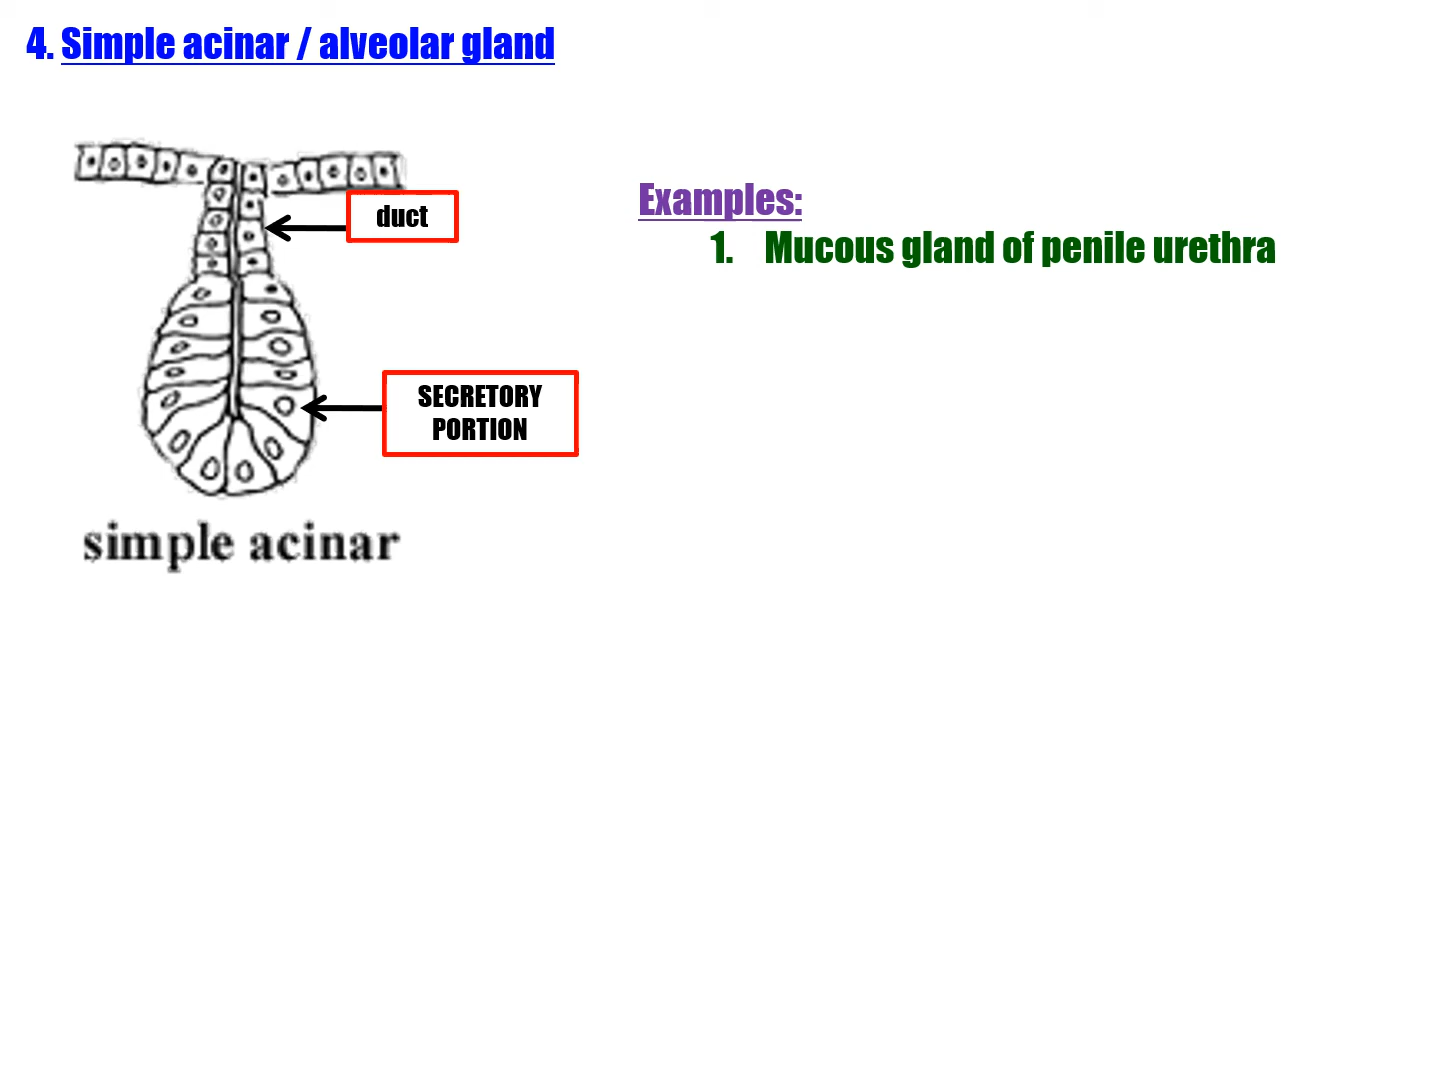 4. Simple acinar / alveolar gland
duct
Examples:
1. Mucous gland of penile urethra
SECRETORY
PORTION
simple acinar